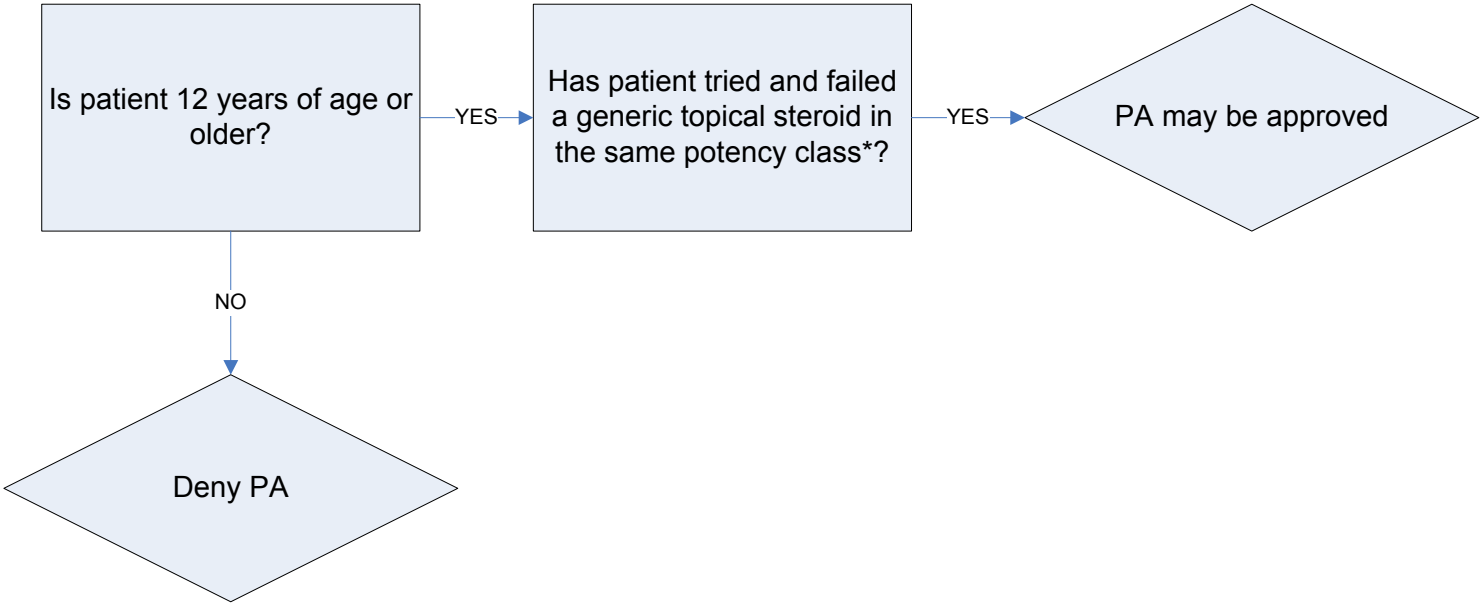 Is patient 12 years of age or
older?
YES
Has patient tried and failed
a generic topical steroid in
the same potency class*?
YES
PA may be approved
NO
Deny PA